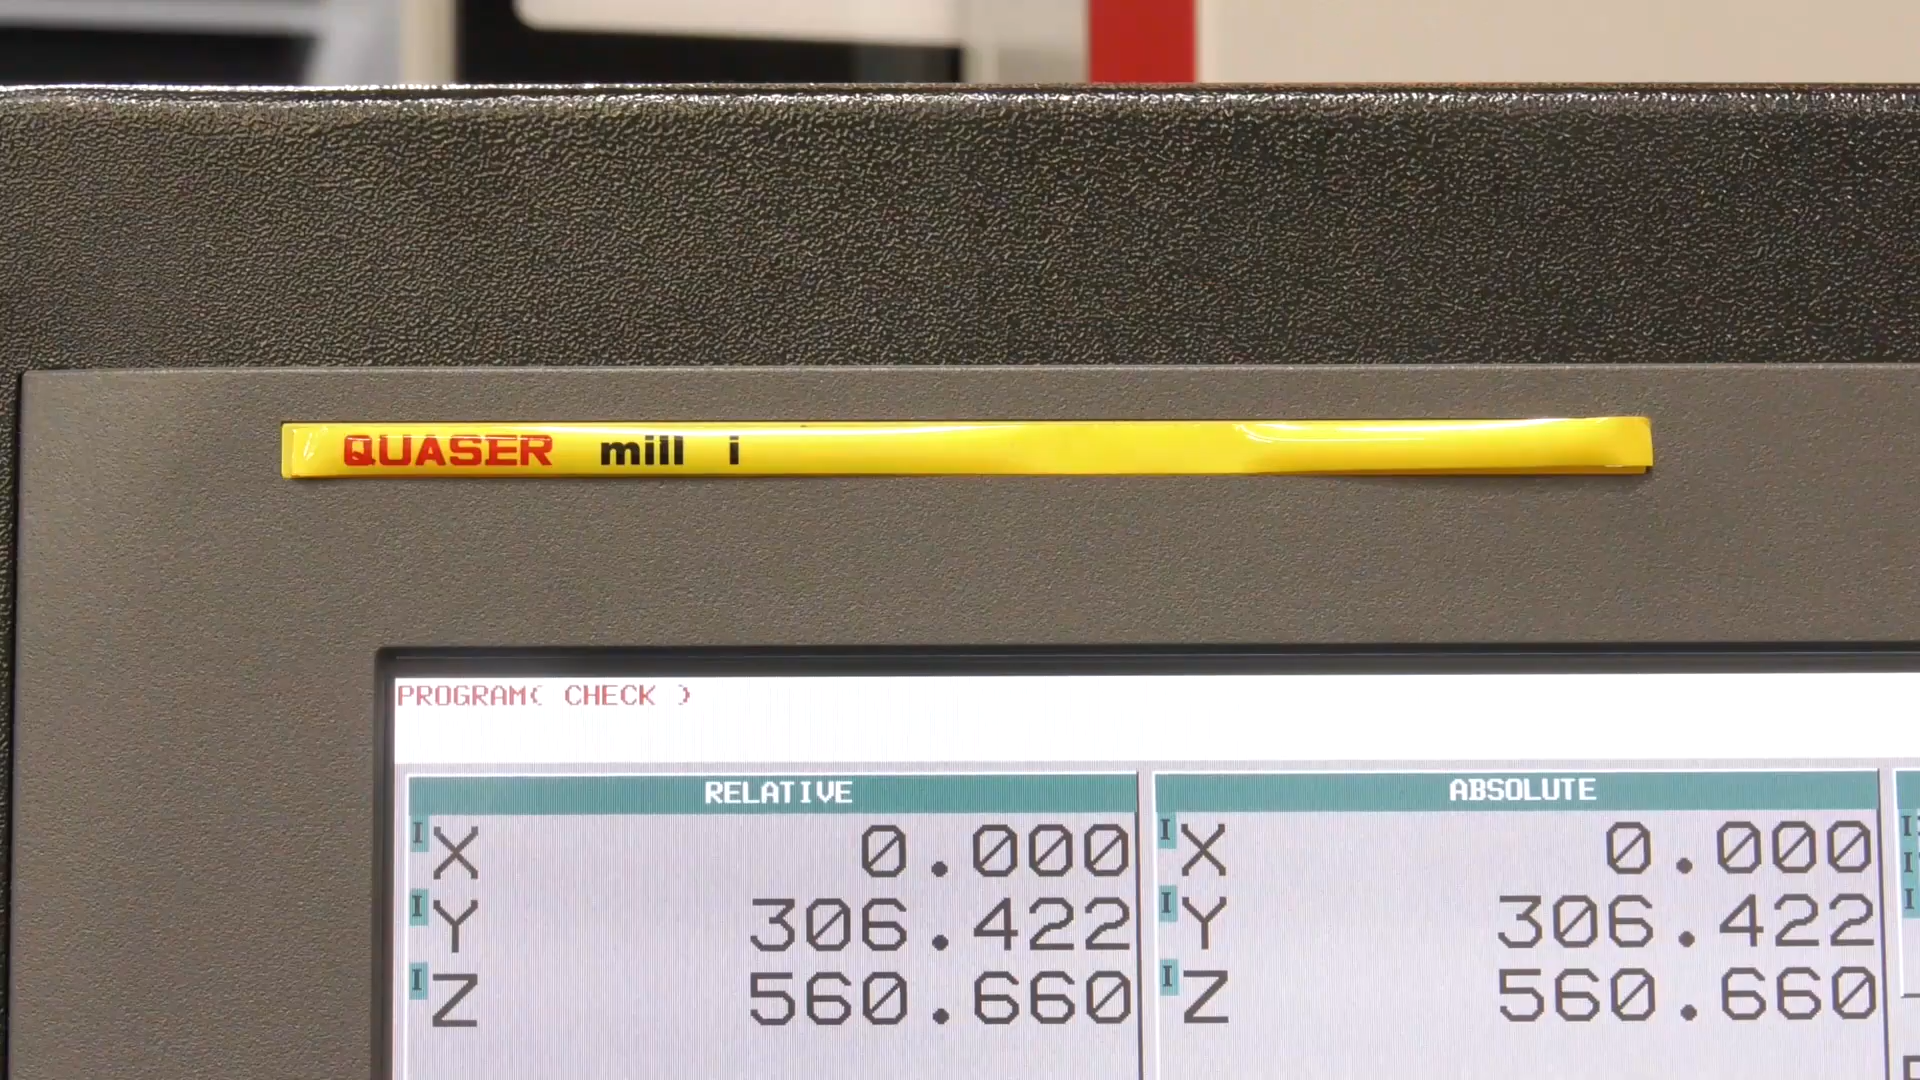 QUASER mill i
PROGRAM( CHECK )
RELATIVE ABSOLUTE
I X 0.000 I X 0.000
I Y 306.422 I Y 306.422
I Z 560.660 I Z 560.660